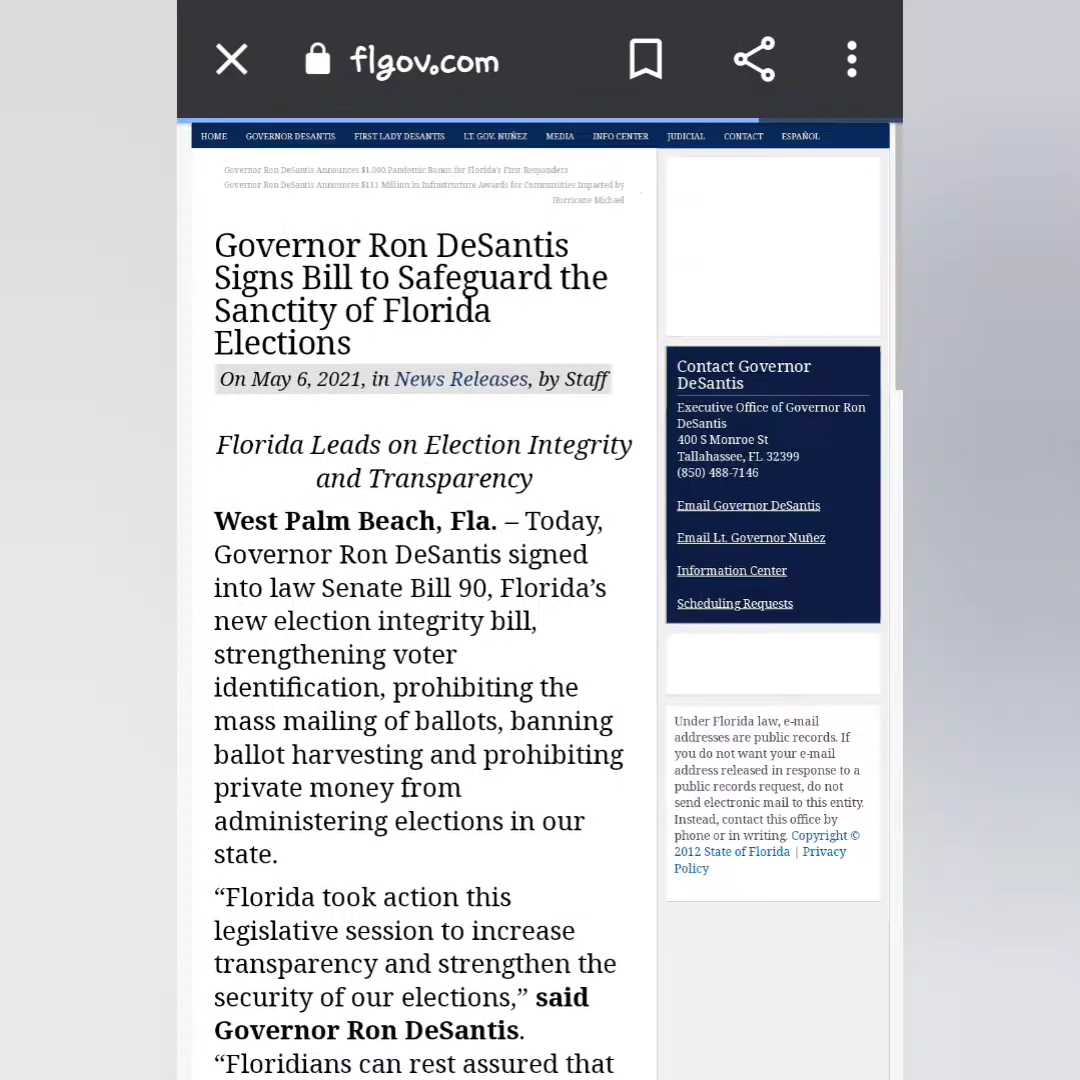 flgov.com
HOME GOVERNOR DESANTIS FIRST LADY DESANTIS LT. GOV. NUÑEZ MEDIA INFO CENTER JUDICIAL CONTACT ESPAÑOL
Governor Ron DeSantis Announces $1,000 Pandemic Bonus for Florida's First Responders
Governor Ron DeSantis Announces $111 Million in Infrastructure Awards for Communities Impacted by
Hurricane Michael
Governor Ron DeSantis
Signs Bill to Safeguard the
Sanctity of Florida
Elections
On May 6, 2021, in News Releases, by Staff
Florida Leads on Election Integrity
and Transparency
West Palm Beach, Fla. – Today,
Governor Ron DeSantis signed
into law Senate Bill 90, Florida’s
new election integrity bill,
strengthening voter
identification, prohibiting the
mass mailing of ballots, banning
ballot harvesting and prohibiting
private money from
administering elections in our
state.
“Florida took action this
legislative session to increase
transparency and strengthen the
security of our elections,” said
Governor Ron DeSantis.
“Floridians can rest assured that
Contact Governor
DeSantis
Executive Office of Governor Ron
DeSantis
400 S Monroe St
Tallahassee, FL 32399
(850) 488-7146
Email Governor DeSantis
Email Lt. Governor Nuñez
Information Center
Scheduling Requests
Under Florida law, e-mail
addresses are public records. If
you do not want your e-mail
address released in response to a
public records request, do not
send electronic mail to this entity.
Instead, contact this office by
phone or in writing. Copyright ©
2012 State of Florida | Privacy
Policy